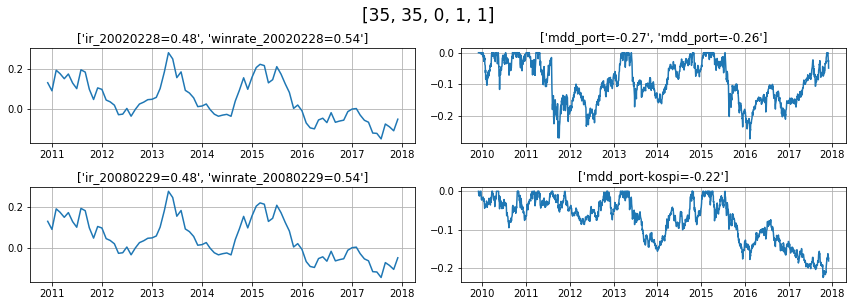 [35, 35, 0, 1, 1]
['ir_20020228=0.48', 'winrate_20020228=0.54']
0.2
0.0
2011 2012 2013 2014 2015 2016 2017 2018
['mdd_port=-0.27', 'mdd_port=-0.26']
0.0
−0.1
−0.2
2010 2011 2012 2013 2014 2015 2016 2017 2018
['ir_20080229=0.48', 'winrate_20080229=0.54']
0.2
0.0
2011 2012 2013 2014 2015 2016 2017 2018
['mdd_port-kospi=-0.22']
0.0
−0.1
−0.2
2010 2011 2012 2013 2014 2015 2016 2017 2018